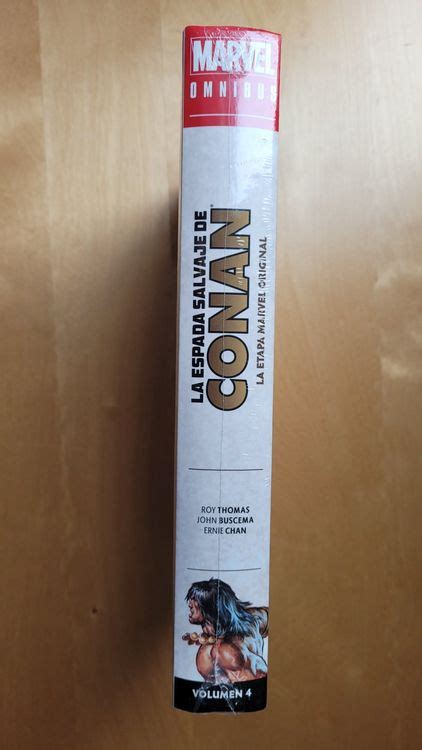 MARVEL
OMNIBUS
LA ESPADA SALVAJE DE
CONAN
LA ETAPA MARVEL ORIGINAL
ROY THOMAS
JOHN BUSCEMA
ERNIE CHAN
VOLUMEN 4